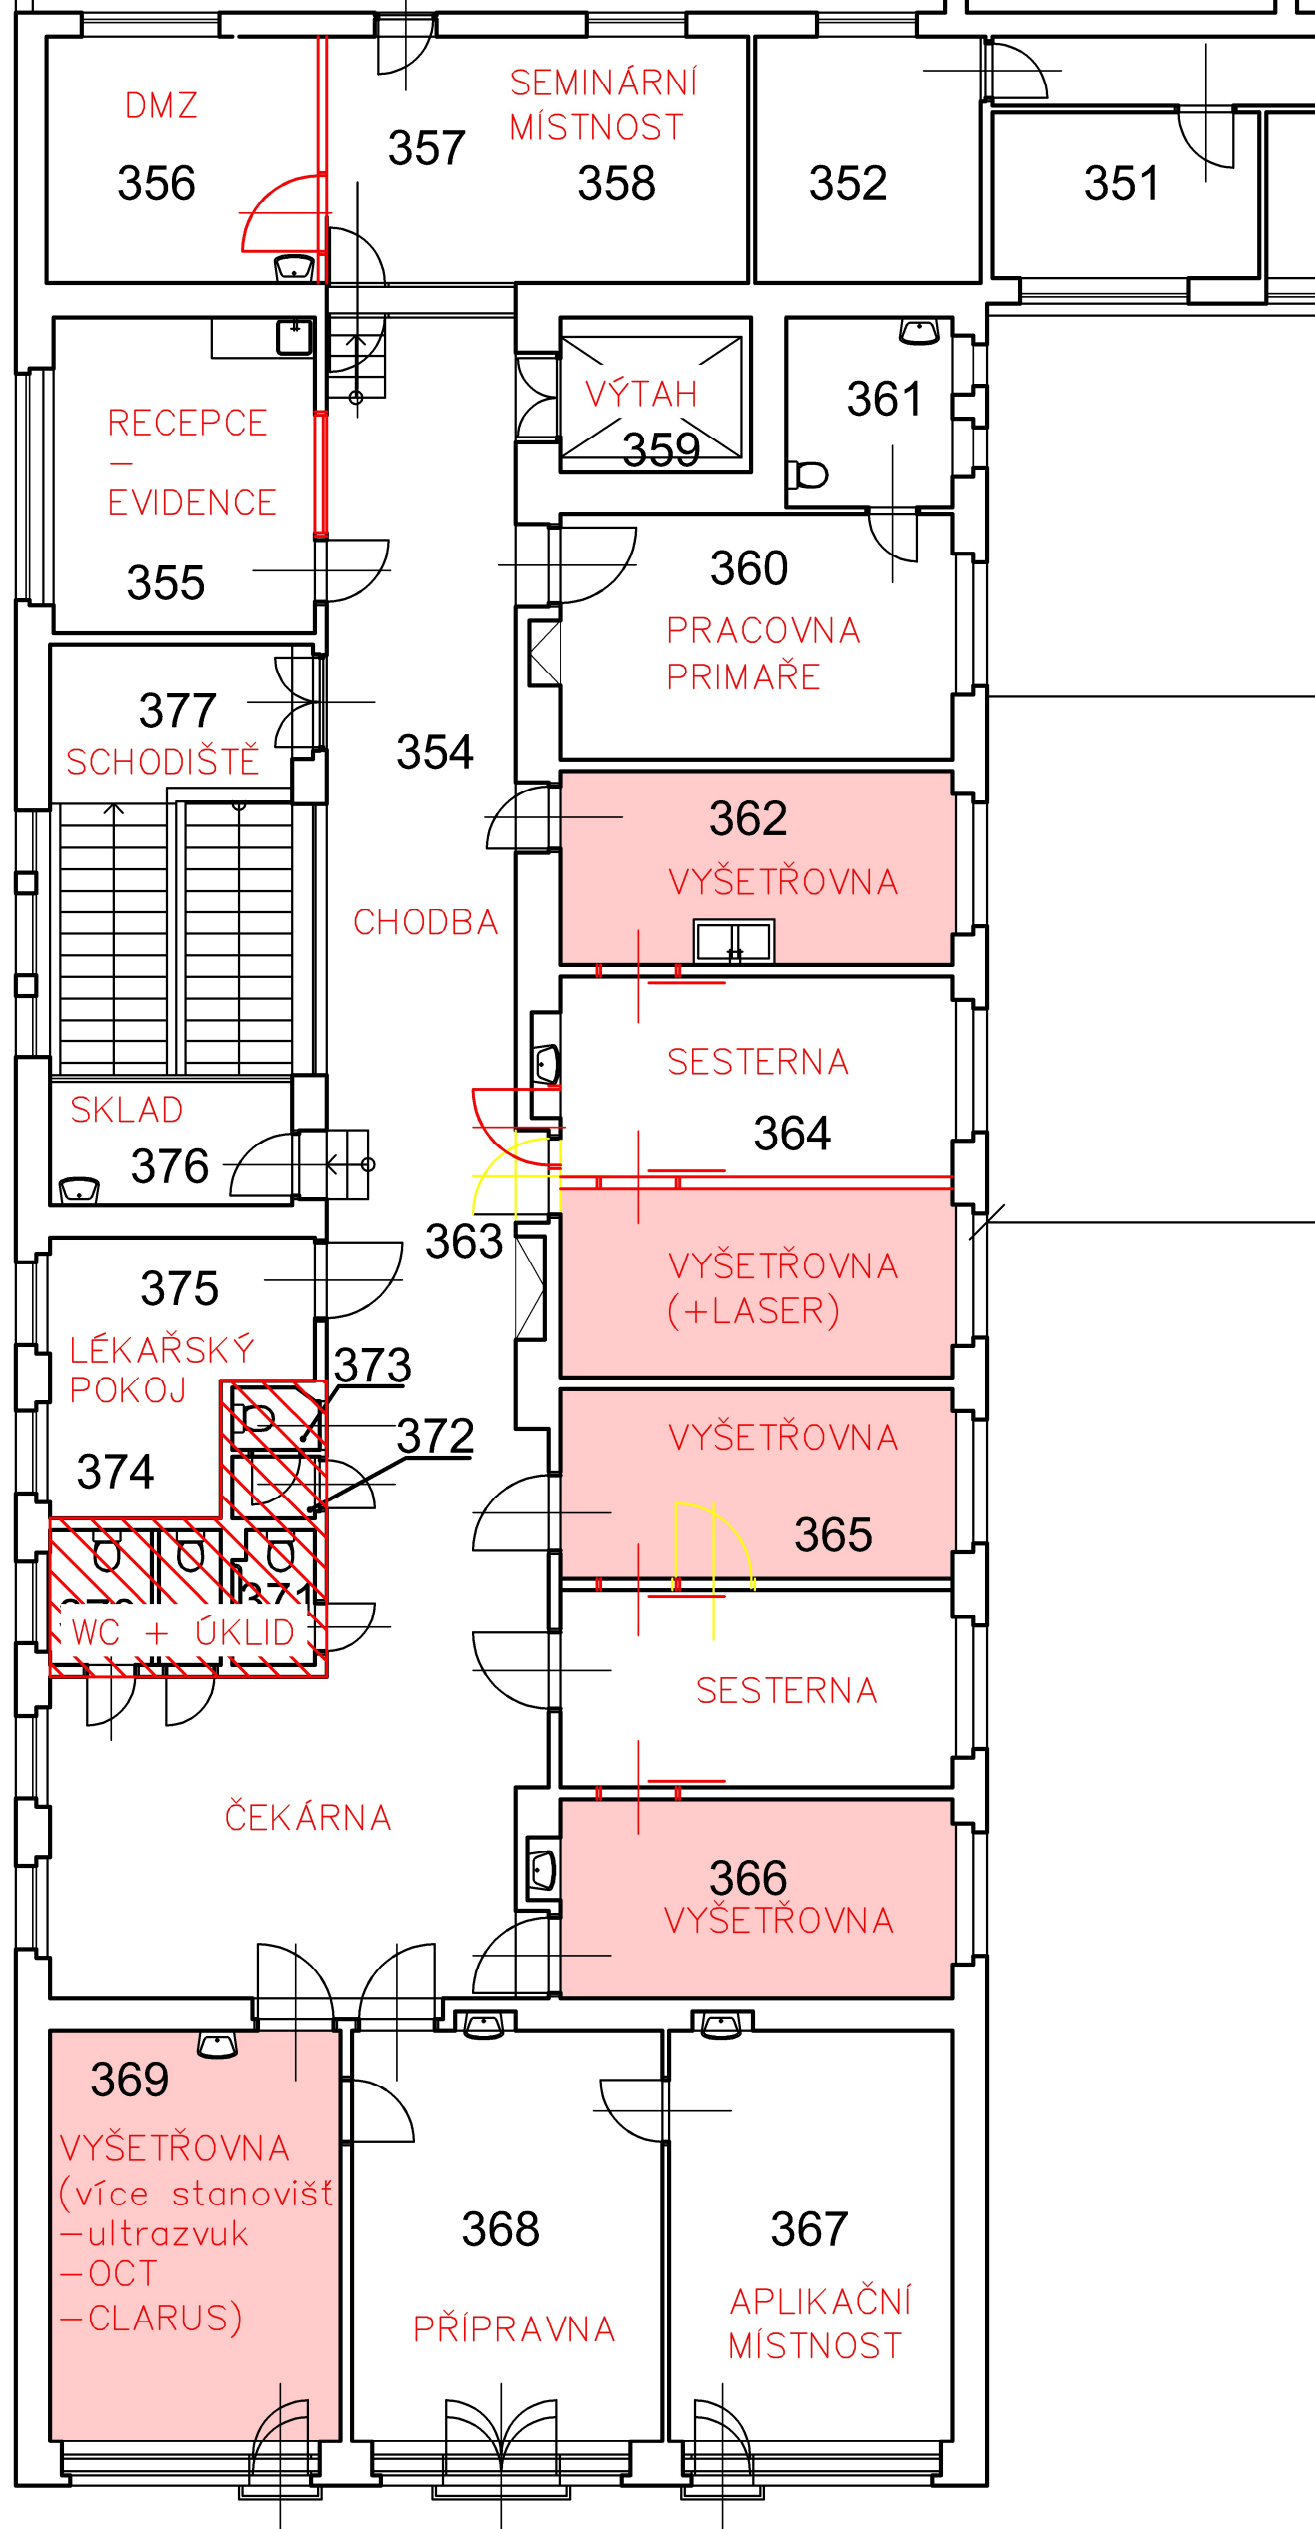 DMZ
356
357
SEMINÁRNÍ
MÍSTNOST
358
352
351
RECEPCE
-
EVIDENCE
355
VÝTAH
359
361
360
PRACOVNA
PRIMAŘE
377
SCHODIŠTĚ
354
362
VYŠETŘOVNA
CHODBA
SESTERNA
364
SKLAD
376
363
VYŠETŘOVNA
(+LASER)
375
LÉKAŘSKÝ
POKOJ
374
373
372
VYŠETŘOVNA
365
371
WC + ÚKLID
SESTERNA
ČEKÁRNA
366
VYŠETŘOVNA
369
VYŠETŘOVNA
(více stanovišť
-ultrazvuk
-OCT
-CLARUS)
368
PŘÍPRAVNA
367
APLIKAČNÍ
MÍSTNOST